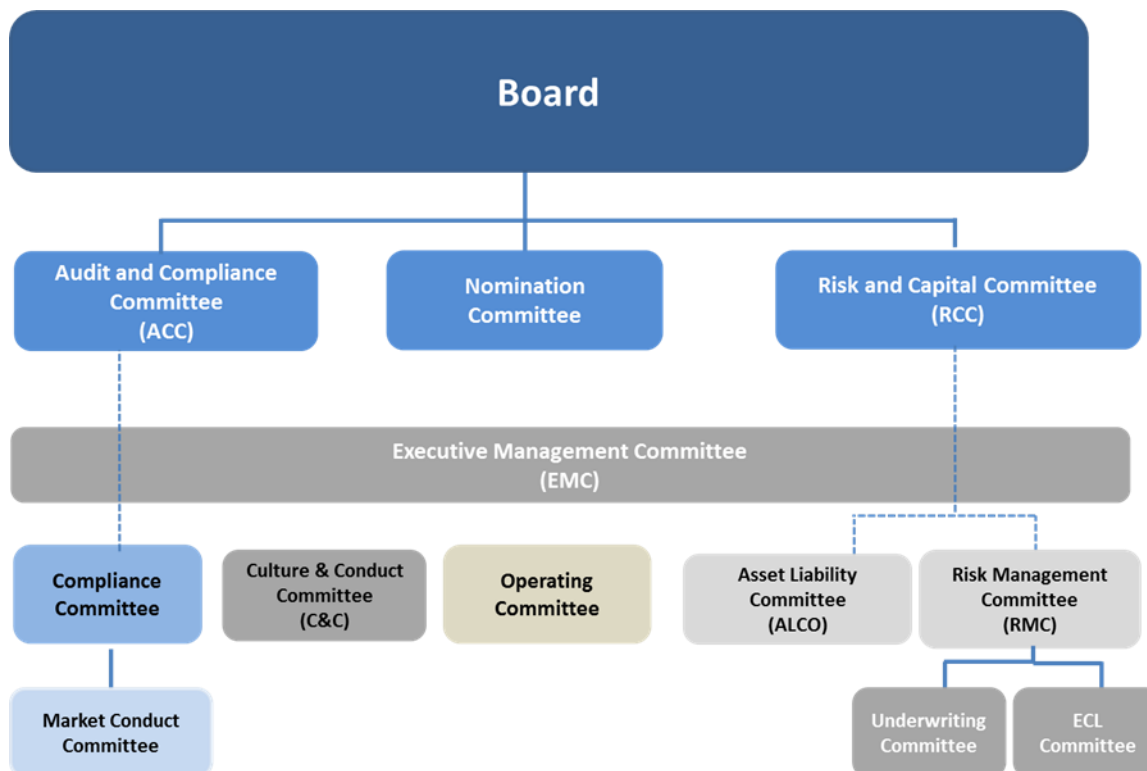 Board
Audit and Compliance
Committee
(ACC)
Nomination
Committee
Risk and Capital Committee
(RCC)
Executive Management Committee
(EMC)
Compliance
Committee
Culture & Conduct
Committee
(C&C)
Operating
Committee
Asset Liability
Committee
(ALCO)
Risk Management
Committee
(RMC)
Market Conduct
Committee
Underwriting
Committee
ECL
Committee